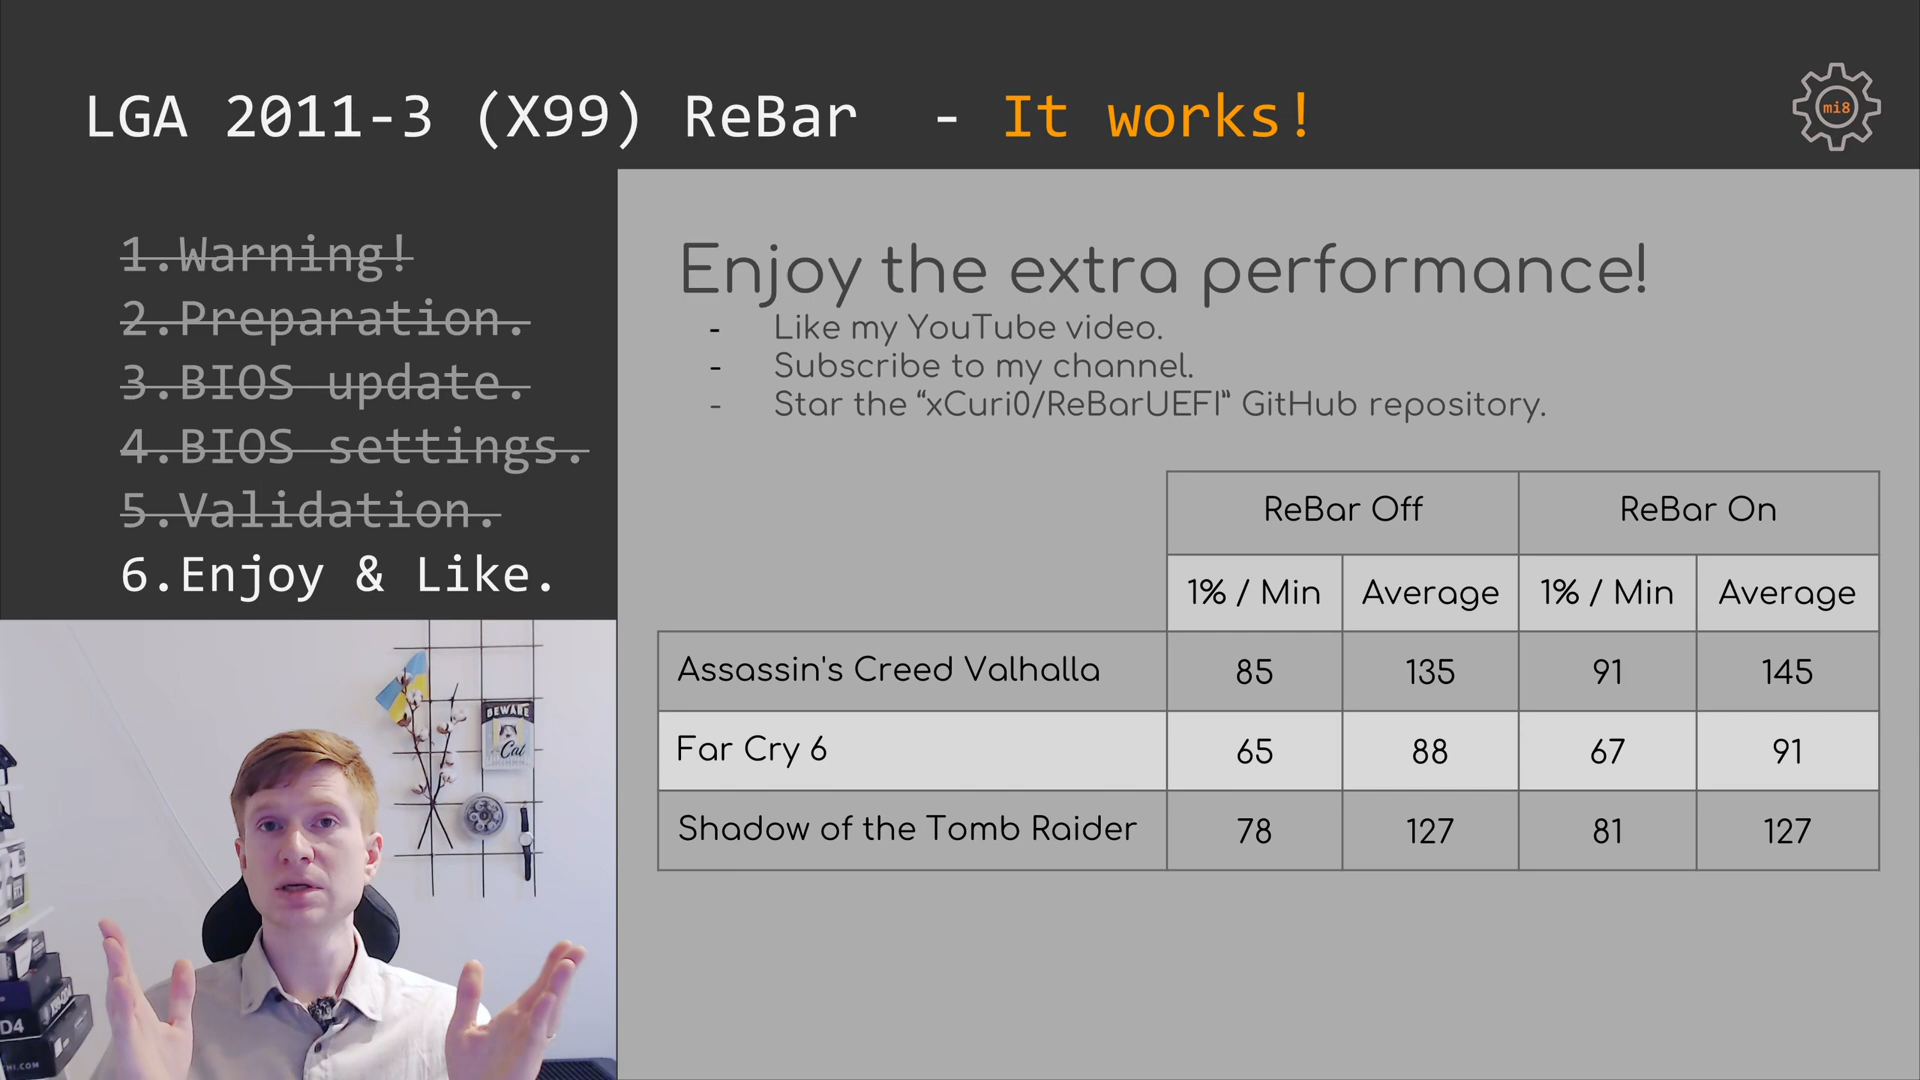 LGA 2011-3 (X99) ReBar - It works!
mi8
1.Warning!
2.Preparation.
3.BIOS update.
4.BIOS settings.
5.Validation.
6.Enjoy & Like.
Enjoy the extra performance!
- Like my YouTube video.
- Subscribe to my channel.
- Star the “xCuri0/ReBarUEFI” GitHub repository.
ReBar Off ReBar On
1% / Min Average 1% / Min Average
Assassin's Creed Valhalla 85 135 91 145
Far Cry 6 65 88 67 91
Shadow of the Tomb Raider 78 127 81 127
BEWARE
Cat
D4